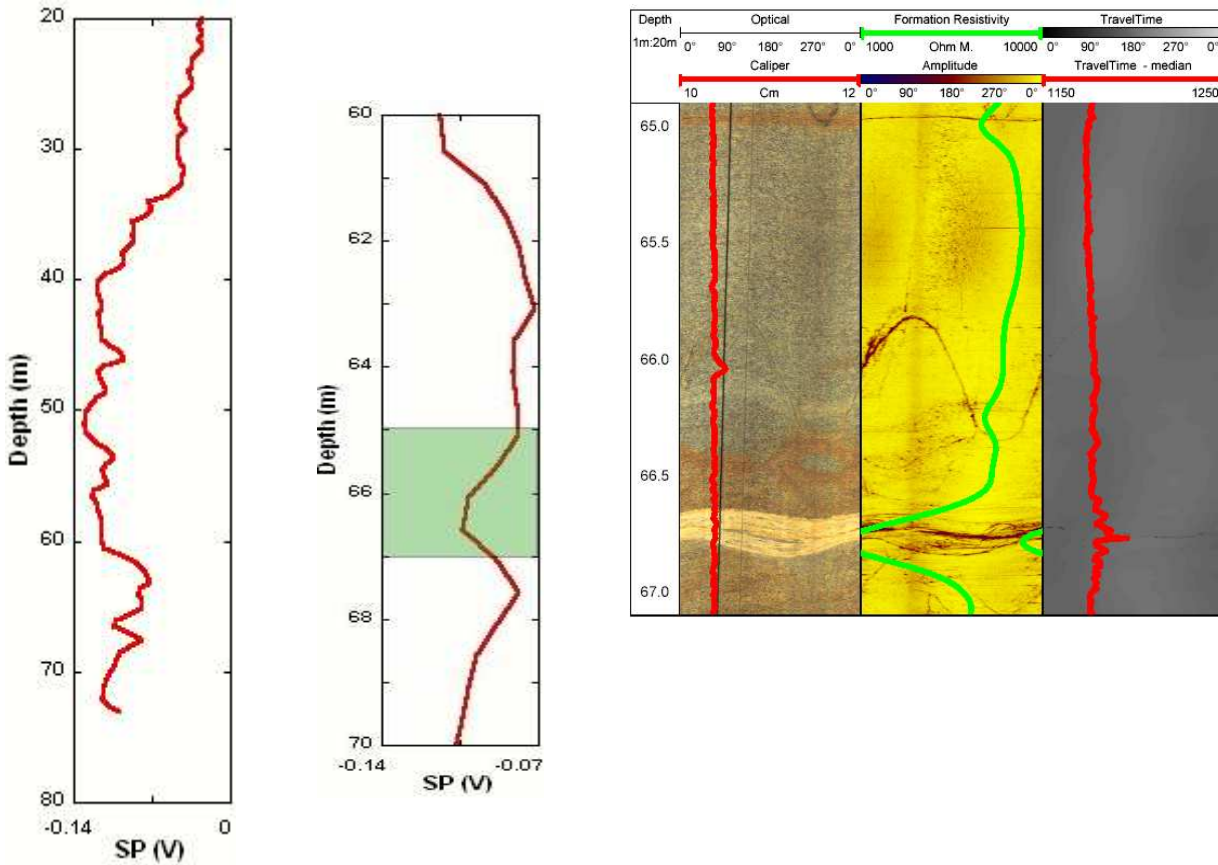 20
30
40
50
60
70
80
Depth (m)
-0.14
0
SP (V)
60
62
64
66
68
70
Depth (m)
-0.14
-0.07
SP (V)
Depth
Optical
Formation Resistivity
TravelTime
1m:20m
0° 90° 180° 270° 0°
1000 Ohm M. 10000
0° 90° 180° 270° 0°
Caliper
Amplitude
TravelTime - median
10 Cm 12
0° 90° 180° 270° 0°
1150 1250
65.0
65.5
66.0
66.5
67.0